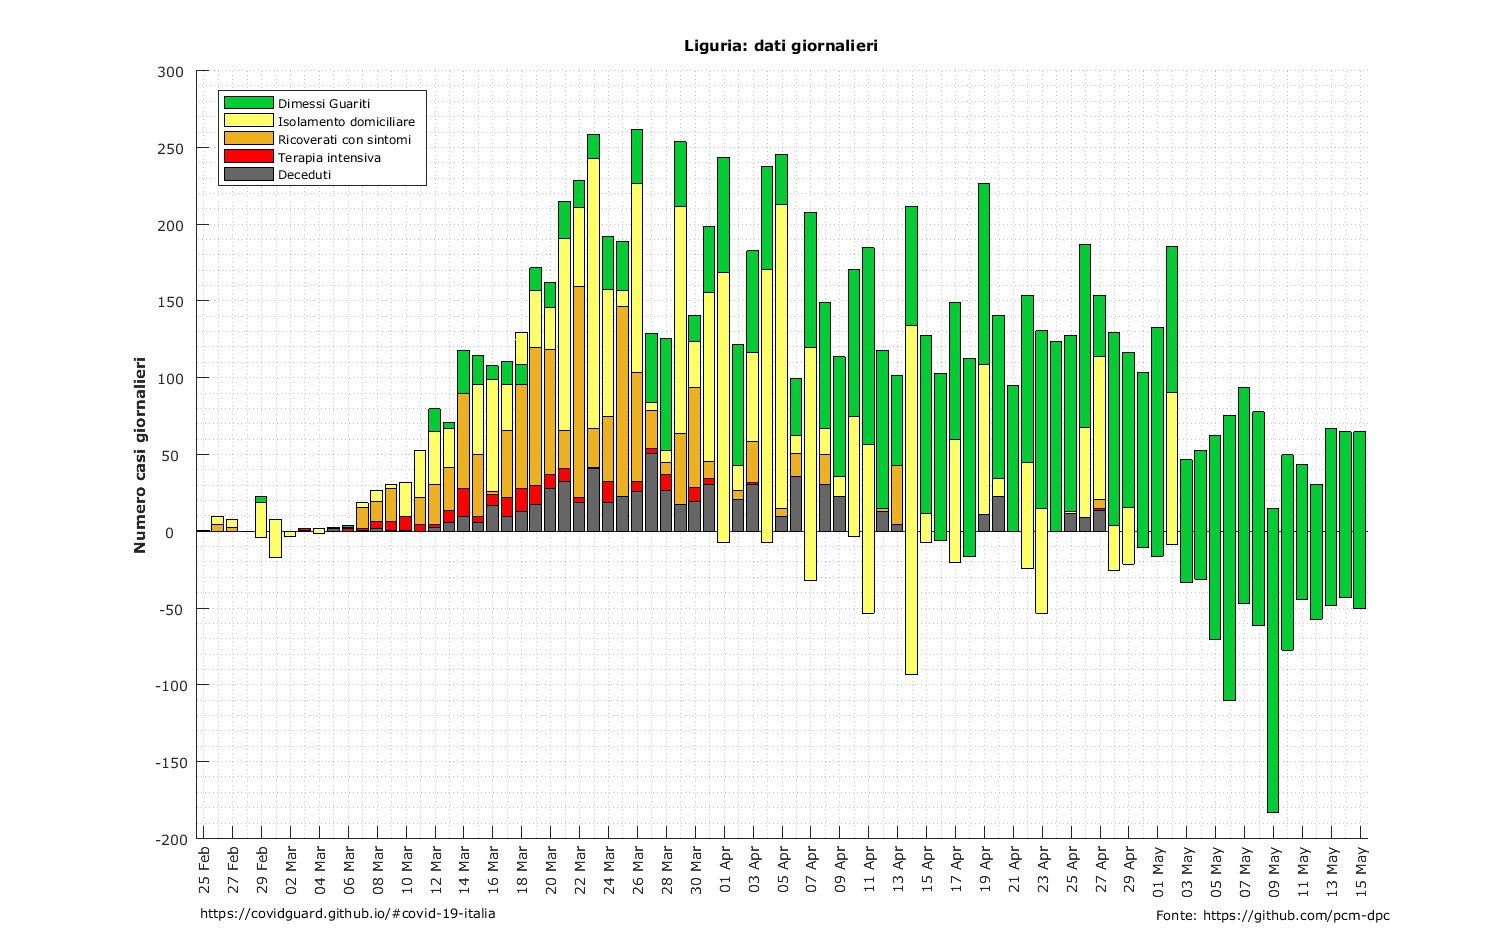 Liguria: dati giornalieri
300
250
200
150
100
50
0
-50
-100
-150
-200
Numero casi giornalieri
Dimessi Guariti
Isolamento domiciliare
Ricoverati con sintomi
Terapia intensiva
Deceduti
25 Feb
27 Feb
29 Feb
02 Mar
04 Mar
06 Mar
08 Mar
10 Mar
12 Mar
14 Mar
16 Mar
18 Mar
20 Mar
22 Mar
24 Mar
26 Mar
28 Mar
30 Mar
01 Apr
03 Apr
05 Apr
07 Apr
09 Apr
11 Apr
13 Apr
15 Apr
17 Apr
19 Apr
21 Apr
23 Apr
25 Apr
27 Apr
29 Apr
01 May
03 May
05 May
07 May
09 May
11 May
13 May
15 May
https://covidguard.github.io/#covid-19-italia
Fonte: https://github.com/pcm-dpc